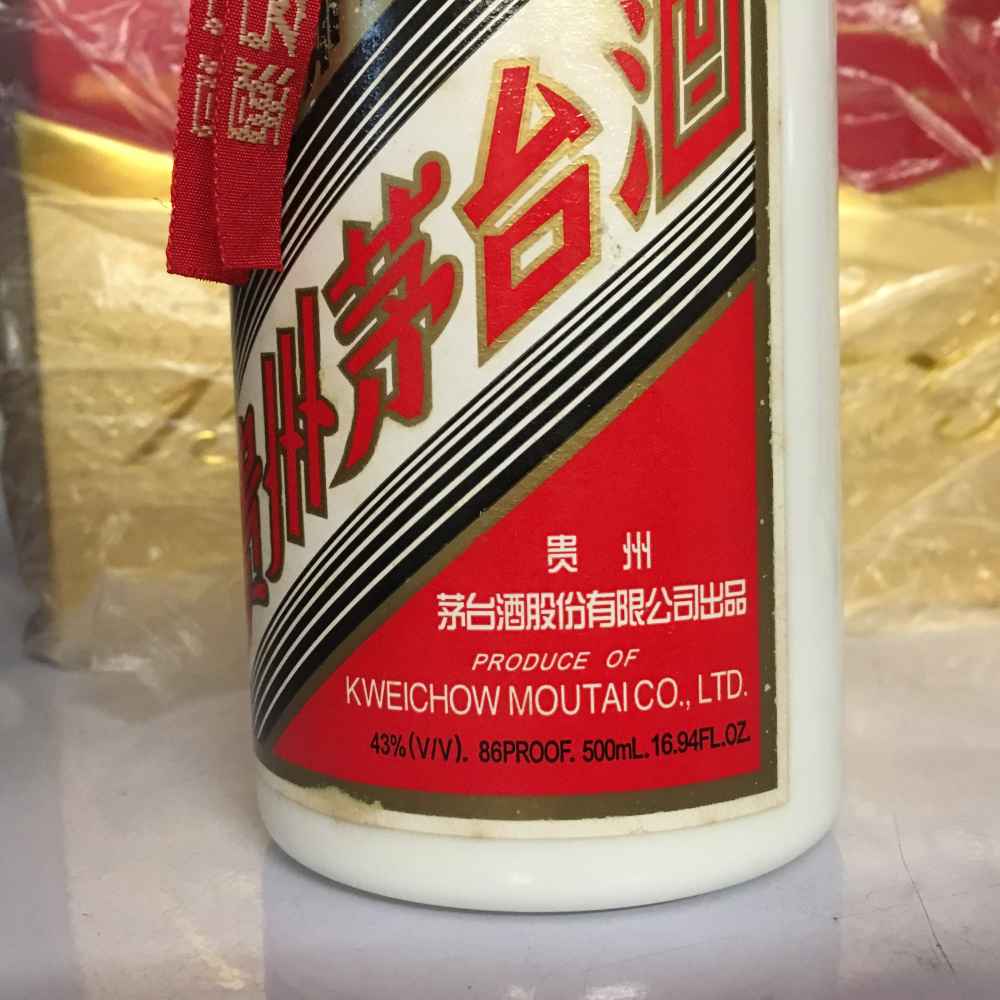 贵州茅台酒
贵 州
茅台酒股份有限公司出品
PRODUCE OF
KWEICHOW MOUTAI CO., LTD.
43% (V/V). 86PROOF. 500mL. 16.94FL.OZ.